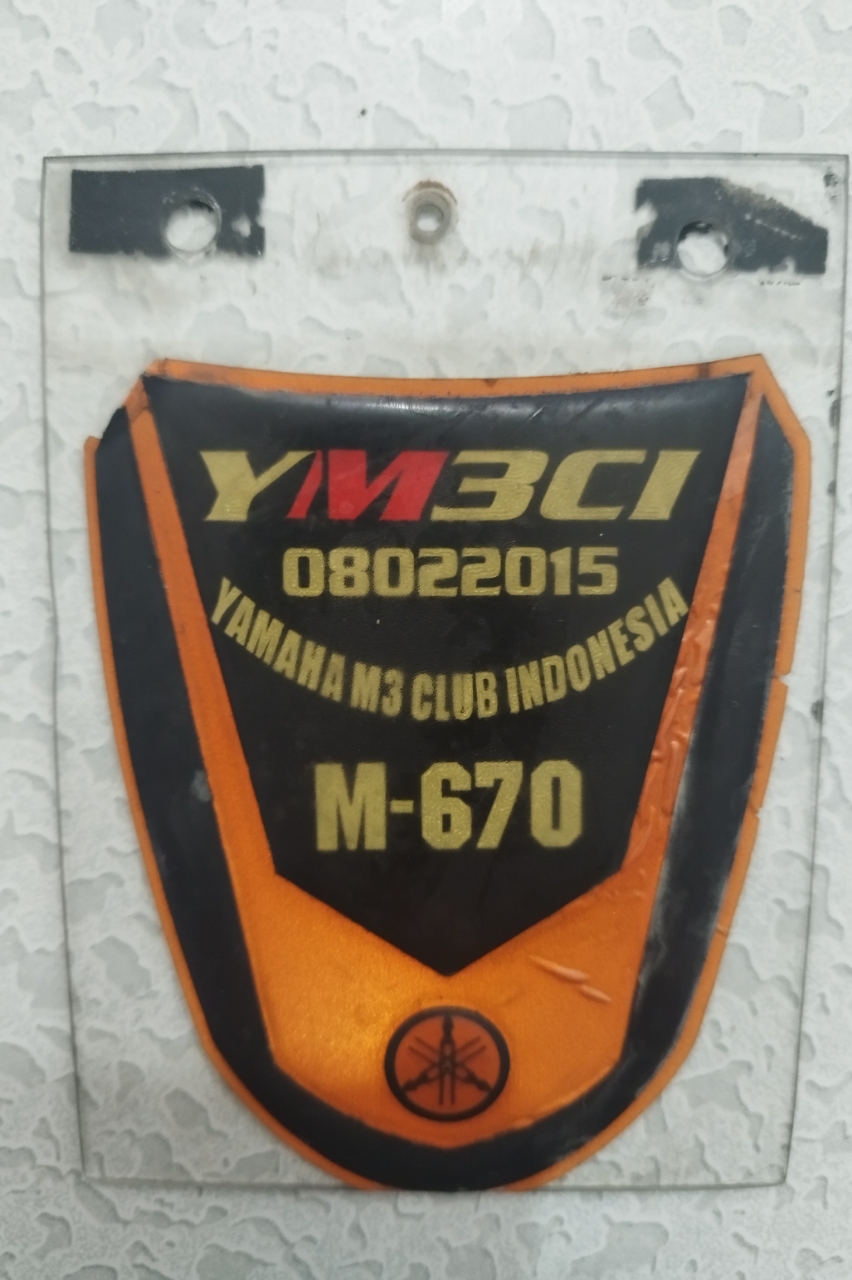 YM3CI
08022015
YAMAHA M3 CLUB INDONESIA
M-670